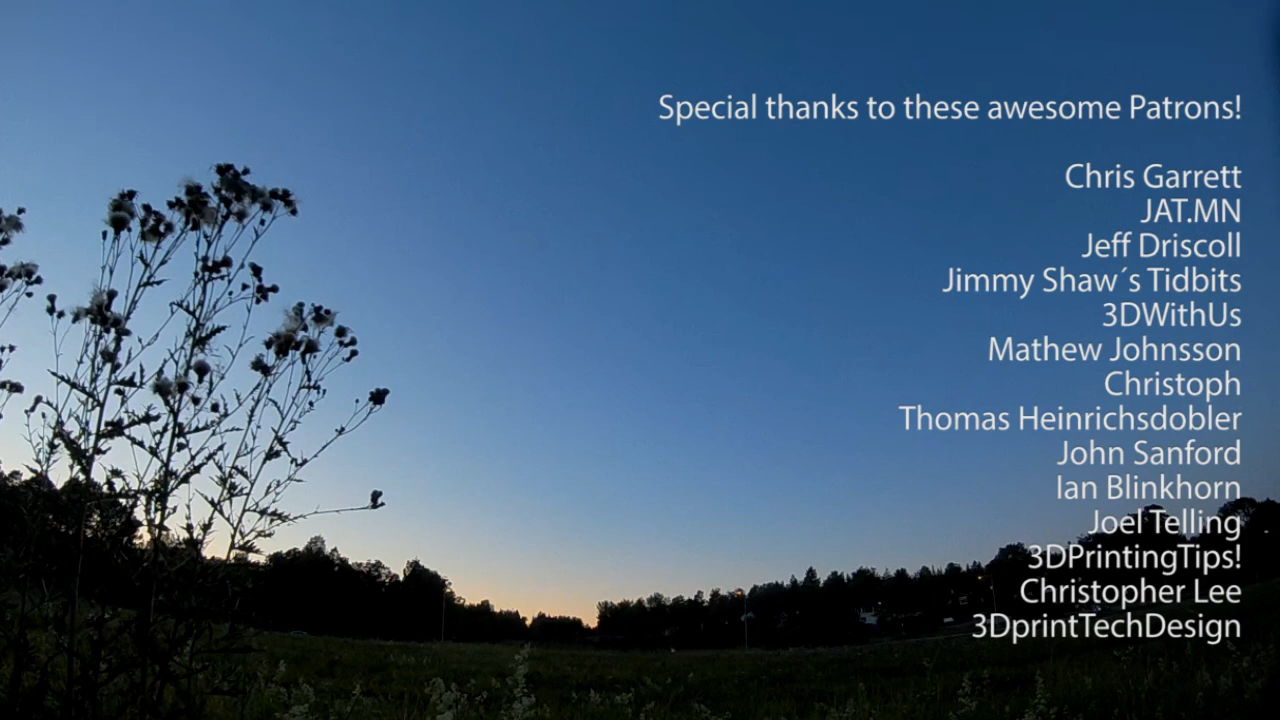 Special thanks to these awesome Patrons!
Chris Garrett
JAT.MN
Jeff Driscoll
Jimmy Shaw´s Tidbits
3DWithUs
Mathew Johnsson
Christoph
Thomas Heinrichsdobler
John Sanford
Ian Blinkhorn
Joel Telling
3DPrintingTips!
Christopher Lee
3DprintTechDesign